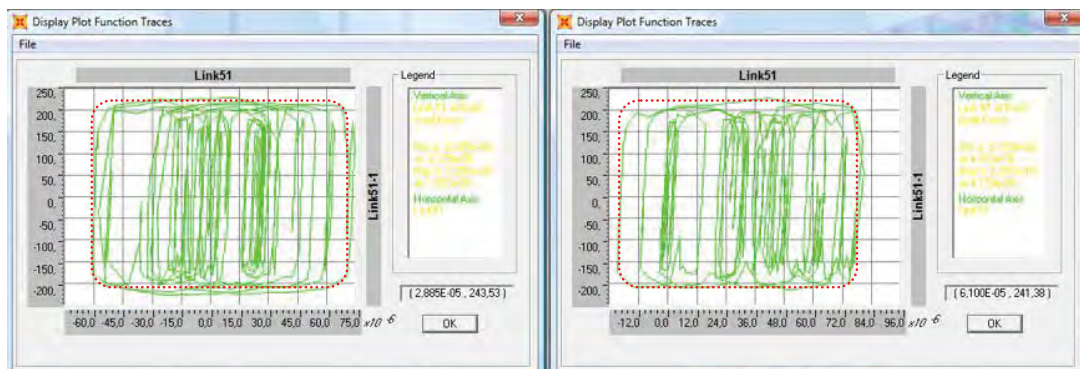 Display Plot Function Traces
File
Link51
Legend
Vertical Axis
250,
200,
150,
100,
50,
0,
-50,
-100,
-150,
-200,
Link51-1
Horizontal Axis
Link51
( 2,885E-05 , 243,53 )
-60,0 -45,0 -30,0 -15,0 0,0 15,0 30,0 45,0 60,0 75,0 x10 -6
OK
Display Plot Function Traces
File
Link51
Legend
Vertical Axis
250,
200,
150,
100,
50,
0,
-50,
-100,
-150,
-200,
Link51-1
Horizontal Axis
Link51
( 6,100E-05 , 241,38 )
-12,0 0,0 12,0 24,0 36,0 48,0 60,0 72,0 84,0 96,0 x10 -6
OK